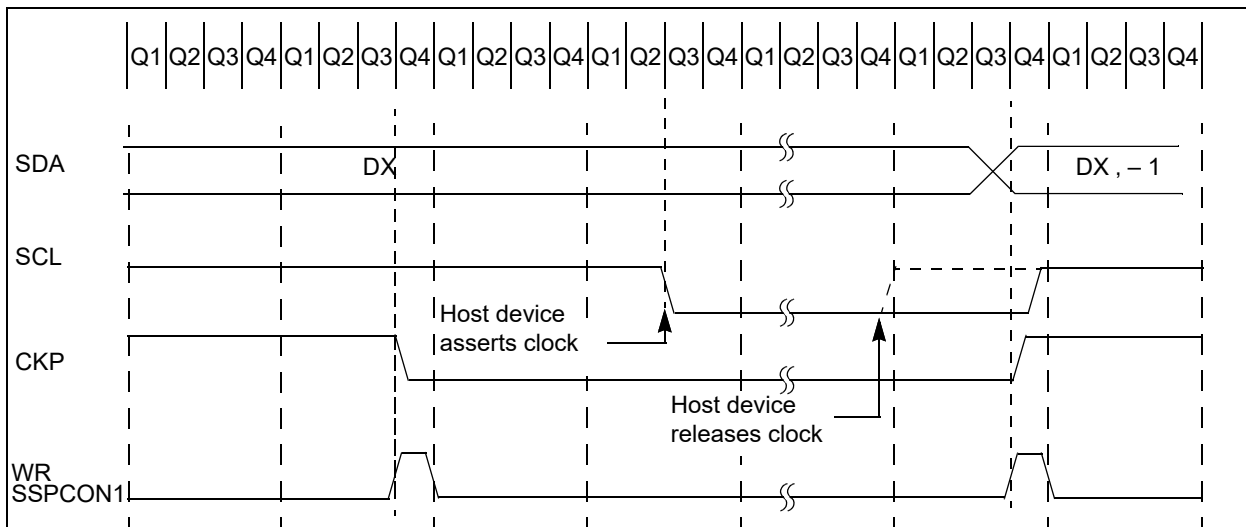 Q1 Q2 Q3 Q4 Q1 Q2 Q3 Q4 Q1 Q2 Q3 Q4 Q1 Q2 Q3 Q4 Q1 Q2 Q3 Q4 Q1 Q2 Q3 Q4 Q1 Q2 Q3 Q4
SDA
DX
DX , – 1
SCL
Host device
asserts clock
CKP
Host device
releases clock
WR
SSPCON1